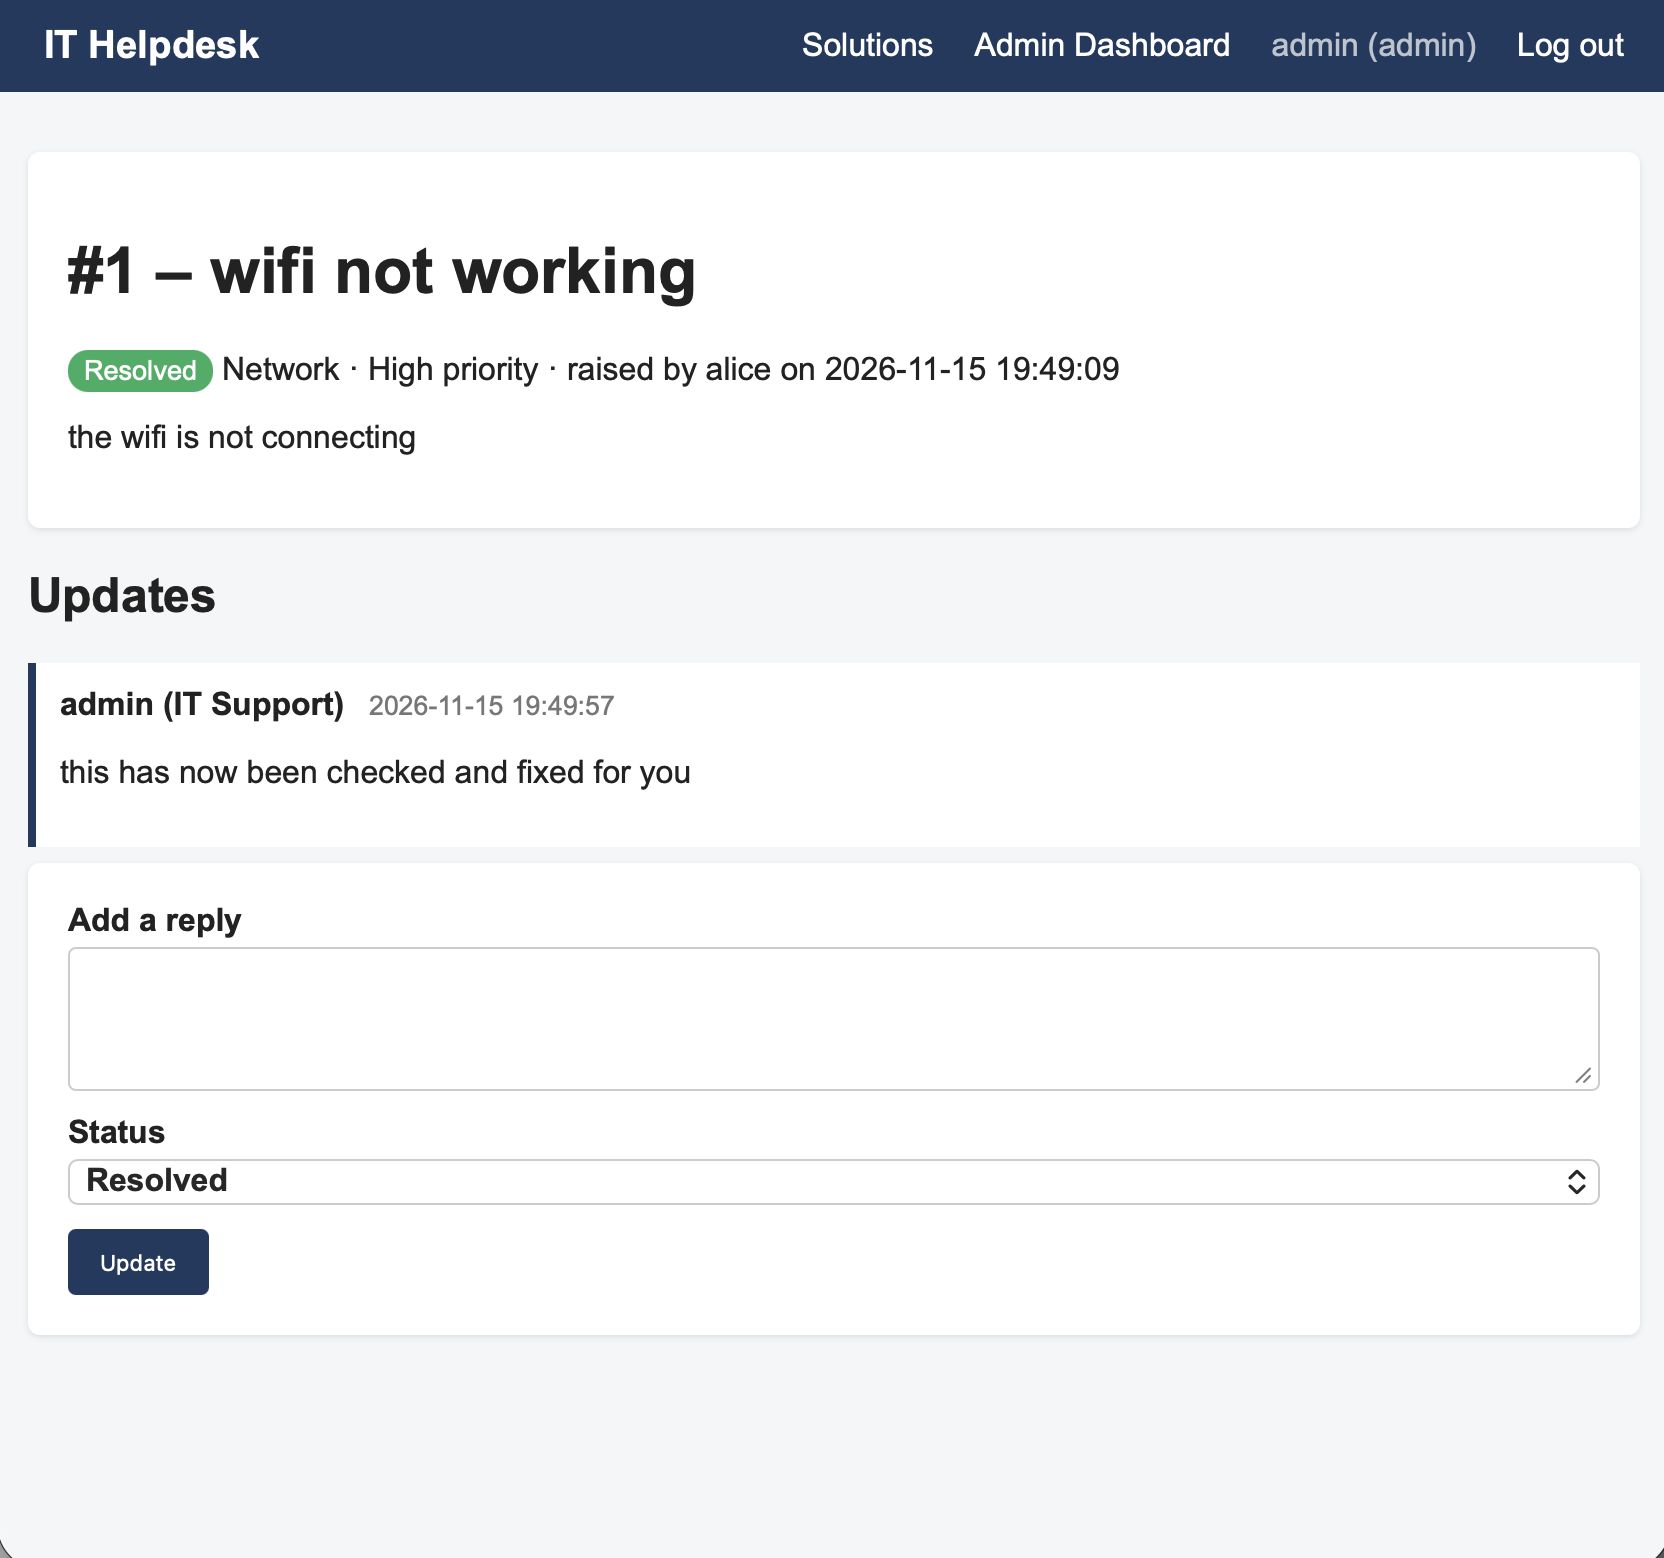 IT Helpdesk Solutions Admin Dashboard admin (admin) Log out
#1 – wifi not working
Resolved Network · High priority · raised by alice on 2026-11-15 19:49:09
the wifi is not connecting
Updates
admin (IT Support) 2026-11-15 19:49:57
this has now been checked and fixed for you
Add a reply
Status
Resolved
Update